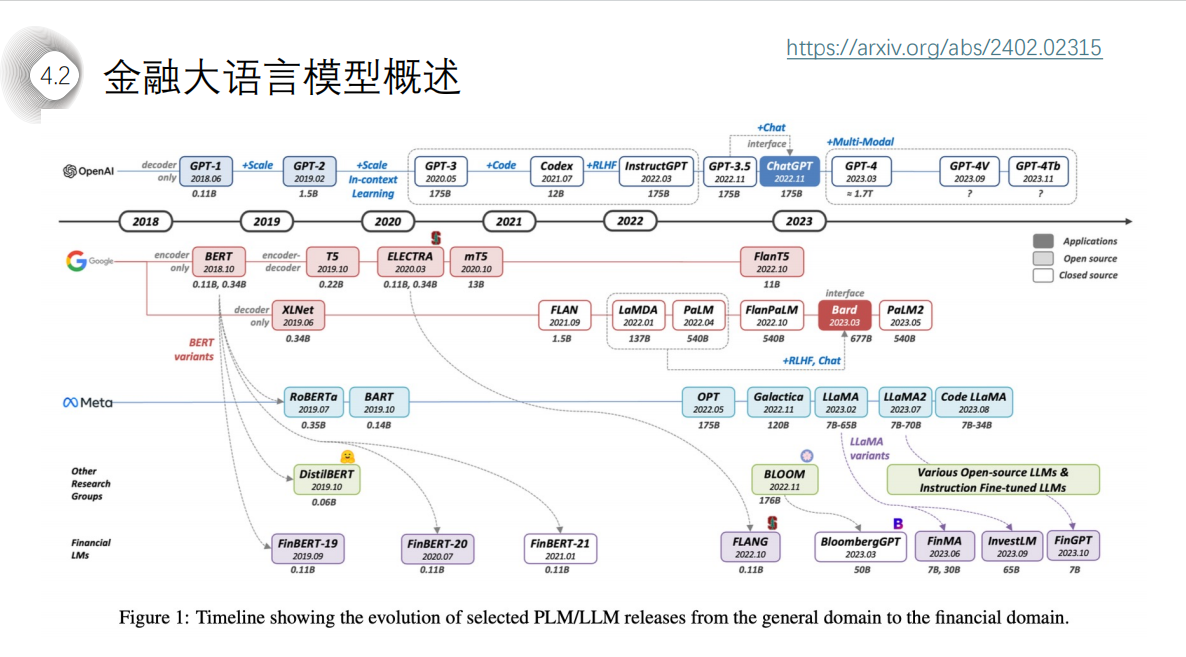 https://arxiv.org/abs/2402.02315
4.2
金融大语言模型概述
+Chat
interface
+Multi-Modal
OpenAI
decoder only
GPT-1
2018.06
0.11B
+Scale
GPT-2
2019.02
1.5B
+Scale
In-context
Learning
GPT-3
2020.05
175B
+Code
Codex
2021.07
12B
+RLHF
InstructGPT
2022.03
175B
GPT-3.5
2022.11
175B
ChatGPT
2022.11
175B
GPT-4
2023.03
≈ 1.7T
GPT-4V
2023.09
?
GPT-4Tb
2023.11
?
2018
2019
2020
2021
2022
2023
Applications
Open source
Closed source
Google
encoder
only
BERT
2018.10
0.11B, 0.34B
encoder-
decoder
T5
2019.10
0.22B
ELECTRA
2020.03
0.11B, 0.34B
mT5
2020.10
13B
FlanT5
2022.10
11B
decoder
only
XLNet
2019.06
0.34B
FLAN
2021.09
1.5B
LaMDA
2022.01
137B
PaLM
2022.04
540B
FlanPaLM
2022.10
540B
interface
Bard
2023.03
677B
PaLM2
2023.05
540B
+RLHF, Chat
BERT
variants
Meta
RoBERTa
2019.07
0.35B
BART
2019.10
0.14B
OPT
2022.05
175B
Galactica
2022.11
120B
LLaMA
2023.02
7B-65B
LLaMA2
2023.07
7B-70B
Code LLaMA
2023.08
7B-34B
LLaMA
variants
Other
Research
Groups
DistilBERT
2019.10
0.06B
BLOOM
2022.11
176B
Various Open-source LLMs &
Instruction Fine-tuned LLMs
Financial
LMs
FinBERT-19
2019.09
0.11B
FinBERT-20
2020.07
0.11B
FinBERT-21
2021.01
0.11B
FLANG
2022.10
0.11B
B
BloombergGPT
2023.03
50B
FinMA
2023.06
7B, 30B
InvestLM
2023.09
65B
FinGPT
2023.10
7B
Figure 1: Timeline showing the evolution of selected PLM/LLM releases from the general domain to the financial domain.